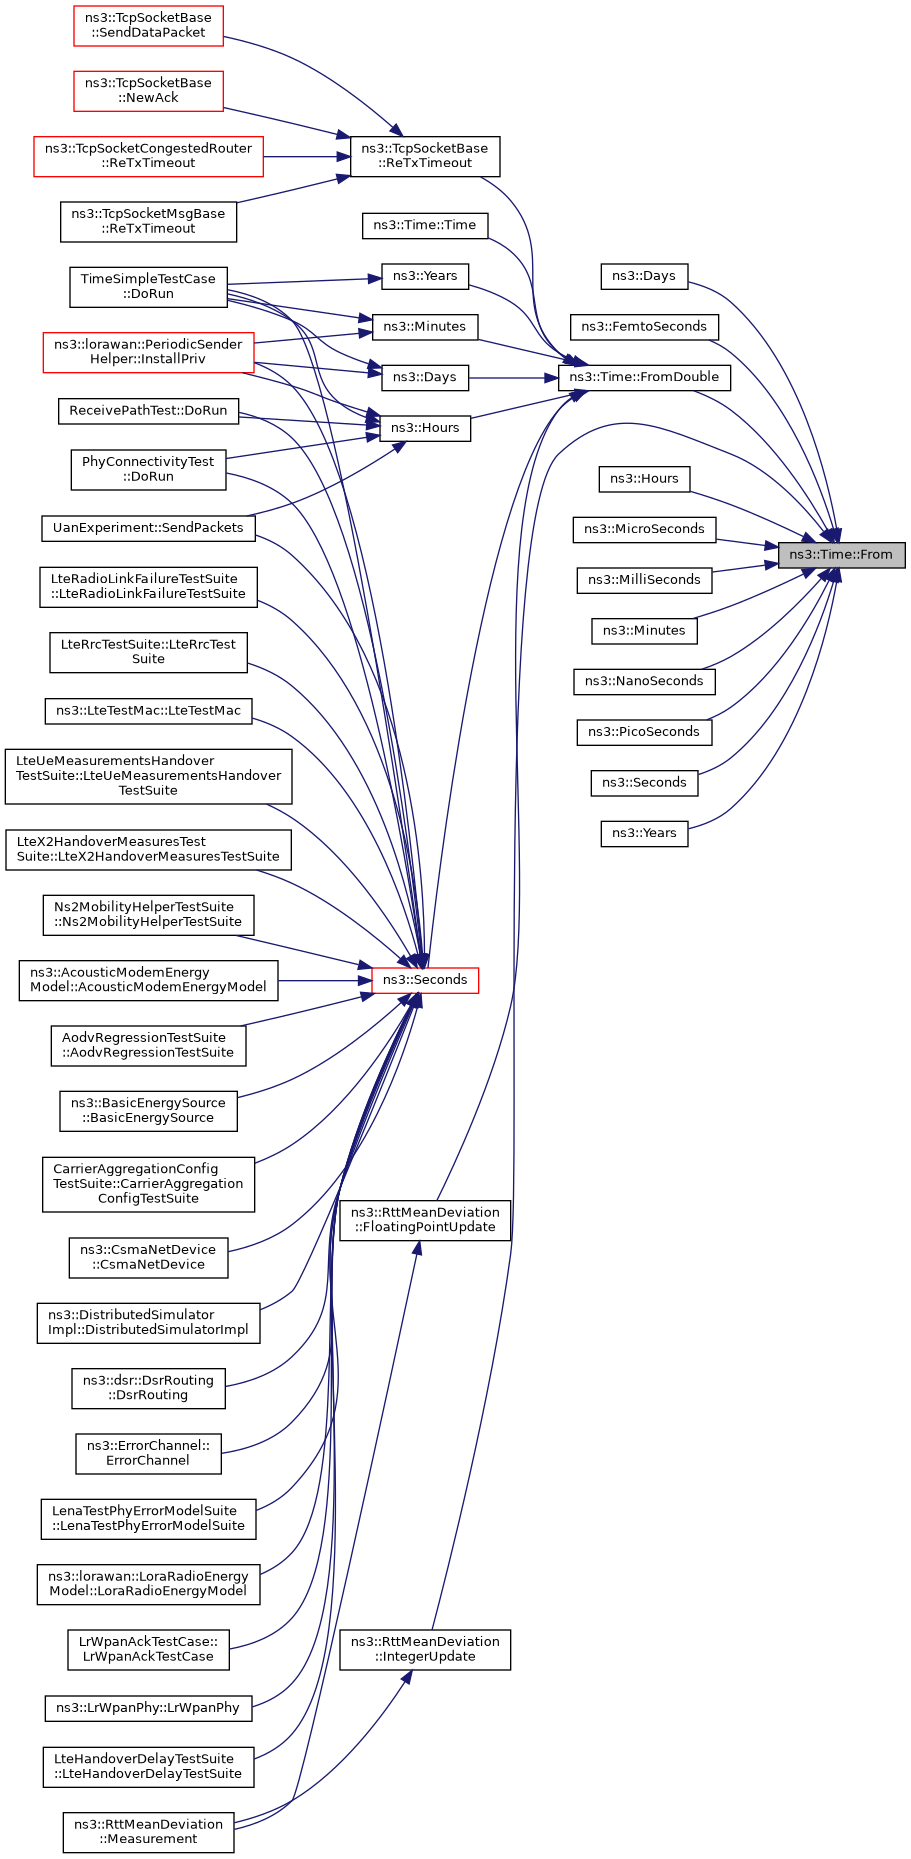 ns3::TcpSocketBase
::SendDataPacket
ns3::TcpSocketBase
::NewAck
ns3::TcpSocketCongestedRouter
::ReTxTimeout
ns3::TcpSocketMsgBase
::ReTxTimeout
TimeSimpleTestCase
::DoRun
ns3::lorawan::PeriodicSender
Helper::InstallPriv
ReceivePathTest::DoRun
PhyConnectivityTest
::DoRun
UanExperiment::SendPackets
LteRadioLinkFailureTestSuite
::LteRadioLinkFailureTestSuite
LteRrcTestSuite::LteRrcTest
Suite
ns3::LteTestMac::LteTestMac
LteUeMeasurementsHandover
TestSuite::LteUeMeasurementsHandover
TestSuite
LteX2HandoverMeasuresTest
Suite::LteX2HandoverMeasuresTestSuite
Ns2MobilityHelperTestSuite
::Ns2MobilityHelperTestSuite
ns3::AcousticModemEnergy
Model::AcousticModemEnergyModel
AodvRegressionTestSuite
::AodvRegressionTestSuite
ns3::BasicEnergySource
::BasicEnergySource
CarrierAggregationConfig
TestSuite::CarrierAggregation
ConfigTestSuite
ns3::CsmaNetDevice
::CsmaNetDevice
ns3::DistributedSimulator
Impl::DistributedSimulatorImpl
ns3::dsr::DsrRouting
::DsrRouting
ns3::ErrorChannel::
ErrorChannel
LenaTestPhyErrorModelSuite
::LenaTestPhyErrorModelSuite
ns3::lorawan::LoraRadioEnergy
Model::LoraRadioEnergyModel
LrWpanAckTestCase::
LrWpanAckTestCase
ns3::LrWpanPhy::LrWpanPhy
LteHandoverDelayTestSuite
::LteHandoverDelayTestSuite
ns3::RttMeanDeviation
::Measurement
ns3::TcpSocketBase
::ReTxTimeout
ns3::Time::Time
ns3::Years
ns3::Minutes
ns3::Days
ns3::Hours
ns3::Seconds
ns3::RttMeanDeviation
::FloatingPointUpdate
ns3::RttMeanDeviation
::IntegerUpdate
ns3::Days
ns3::FemtoSeconds
ns3::Time::FromDouble
ns3::Hours
ns3::MicroSeconds
ns3::MilliSeconds
ns3::Minutes
ns3::NanoSeconds
ns3::PicoSeconds
ns3::Seconds
ns3::Years
ns3::Time::From